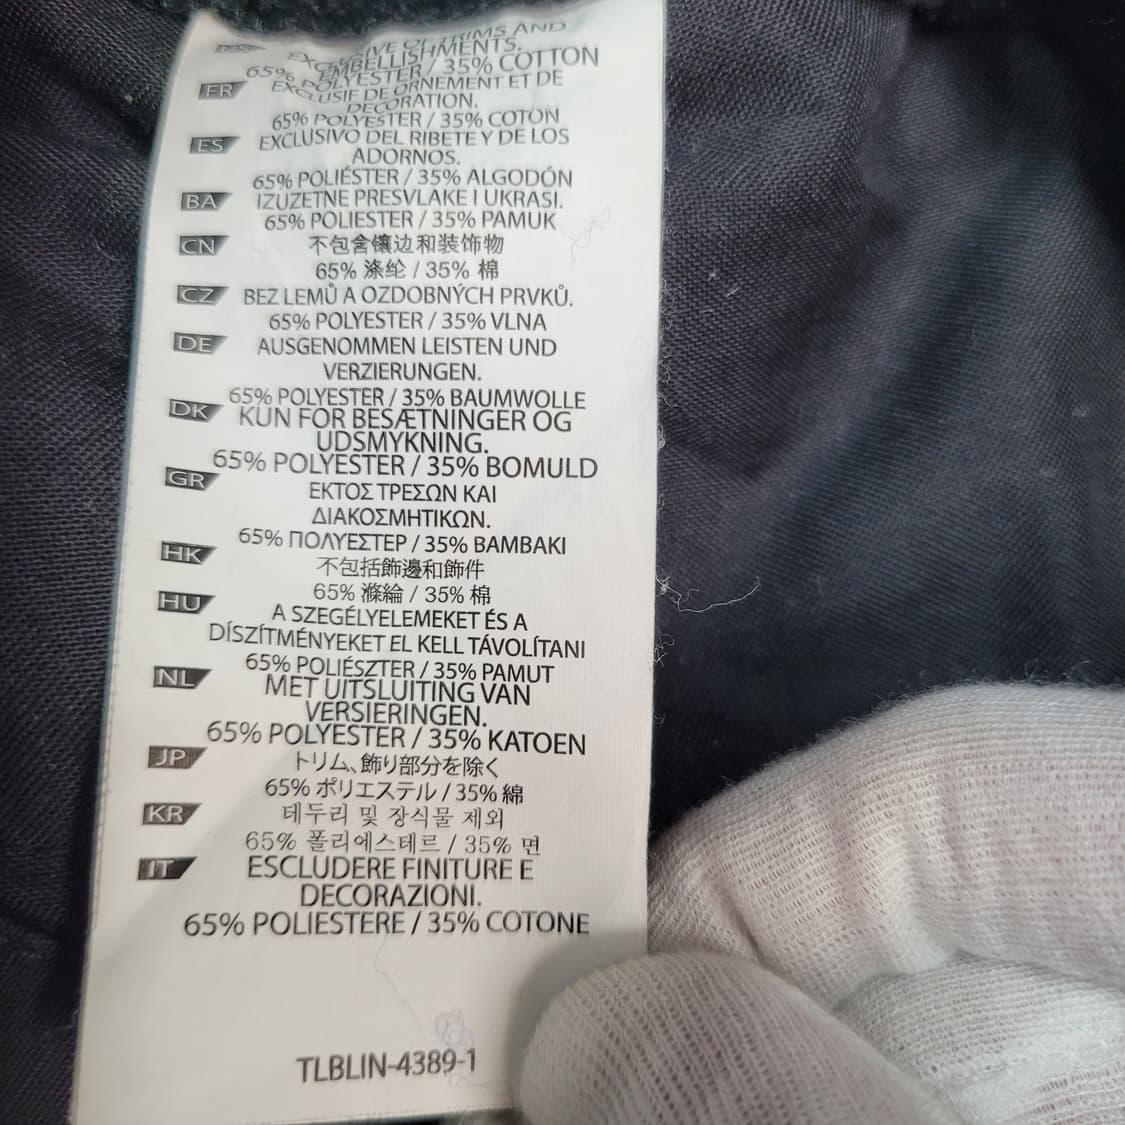 EXCLUSIVE OF TRIMS AND
EMBELLISHMENTS.
65% POLYESTER / 35% COTTON
FR
EXCLUSIF DE ORNEMENT ET DE
DECORATION.
65% POLYESTER / 35% COTON
ES
EXCLUSIVO DEL RIBETE Y DE LOS
ADORNOS.
65% POLIÉSTER / 35% ALGODÓN
BA
IZUZETNE PRESVLAKE I UKRASI.
65% POLIESTER / 35% PAMUK
CN
不包含镶边和装饰物
65% 涤纶 / 35% 棉
CZ
BEZ LEMŮ A OZDOBNÝCH PRVKŮ.
65% POLYESTER / 35% VLNA
DE
AUSGENOMMEN LEISTEN UND
VERZIERUNGEN.
65% POLYESTER / 35% BAUMWOLLE
DK
KUN FOR BESÆTNINGER OG
UDSMYKNING.
65% POLYESTER / 35% BOMULD
GR
ΕΚΤΟΣ ΤΡΕΣΩΝ ΚΑΙ
ΔΙΑΚΟΣΜΗΤΙΚΩΝ.
65% ΠΟΛΥΕΣΤΕΡ / 35% ΒΑΜΒΑΚΙ
HK
不包括飾邊和飾件
65% 滌綸 / 35% 棉
HU
A SZEGÉLYELEMEKET ÉS A
DÍSZÍTMÉNYEKET EL KELL TÁVOLÍTANI
65% POLIÉSZTER / 35% PAMUT
NL
MET UITSLUITING VAN
VERSIERINGEN.
65% POLYESTER / 35% KATOEN
JP
トリム、飾り部分を除く
65% ポリエステル / 35% 綿
KR
테두리 및 장식물 제외
65% 폴리에스테르 / 35% 면
IT
ESCLUDERE FINITURE E
DECORAZIONI.
65% POLIESTERE / 35% COTONE
TLBLIN-4389-1